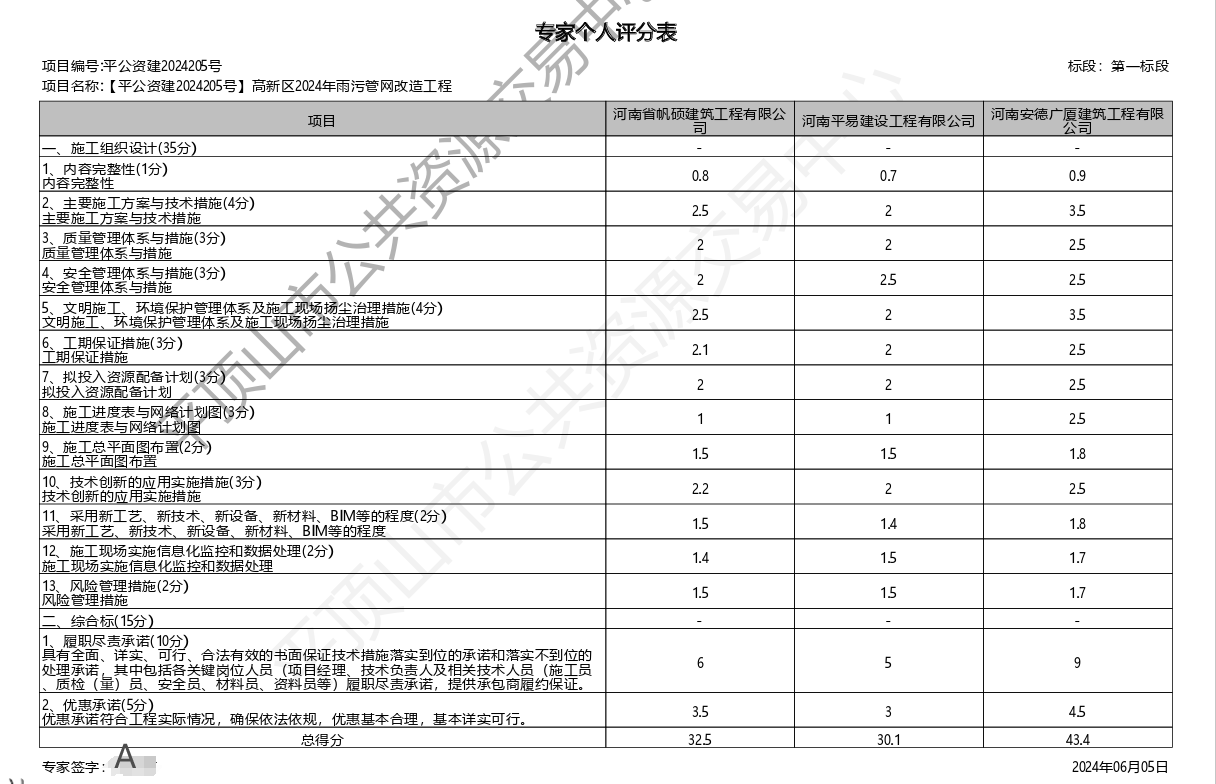 专家个人评分表
项目编号:平公资建2024205号
标段：第一标段
项目名称:【平公资建2024205号】高新区2024年雨污管网改造工程
项目
河南省帆硕建筑工程有限公
司
河南平易建设工程有限公司
河南安德广厦建筑工程有限
公司
一、施工组织设计(35分)
-
-
-
1、内容完整性(1分)
内容完整性
0.8
0.7
0.9
2、主要施工方案与技术措施(4分)
主要施工方案与技术措施
2.5
2
3.5
3、质量管理体系与措施(3分)
质量管理体系与措施
2
2
2.5
4、安全管理体系与措施(3分)
安全管理体系与措施
2
2.5
2.5
5、文明施工、环境保护管理体系及施工现场扬尘治理措施(4分)
文明施工、环境保护管理体系及施工现场扬尘治理措施
2.5
2
3.5
6、工期保证措施(3分)
工期保证措施
2.1
2
2.5
7、拟投入资源配备计划(3分)
拟投入资源配备计划
2
2
2.5
8、施工进度表与网络计划图(3分)
施工进度表与网络计划图
1
1
2.5
9、施工总平面图布置(2分)
施工总平面图布置
1.5
1.5
1.8
10、技术创新的应用实施措施(3分)
技术创新的应用实施措施
2.2
2
2.5
11、采用新工艺、新技术、新设备、新材料、BIM等的程度(2分)
采用新工艺、新技术、新设备、新材料、BIM等的程度
1.5
1.4
1.8
12、施工现场实施信息化监控和数据处理(2分)
施工现场实施信息化监控和数据处理
1.4
1.5
1.7
13、风险管理措施(2分)
风险管理措施
1.5
1.5
1.7
二、综合标(15分)
-
-
-
1、履职尽责承诺(10分)
具有全面、详实、可行、合法有效的书面保证技术措施落实到位的承诺和落实不到位的
处理承诺，其中包括各关键岗位人员（项目经理、技术负责人及相关技术人员（施工员
、质检（量）员、安全员、材料员、资料员等）履职尽责承诺，提供承包商履约保证。
6
5
9
2、优惠承诺(5分)
优惠承诺符合工程实际情况，确保依法依规，优惠基本合理，基本详实可行。
3.5
3
4.5
总得分
32.5
30.1
43.4
专家签字：A
2024年06月05日
平顶山市公共资源交易中心
平顶山市公共资源交易中心